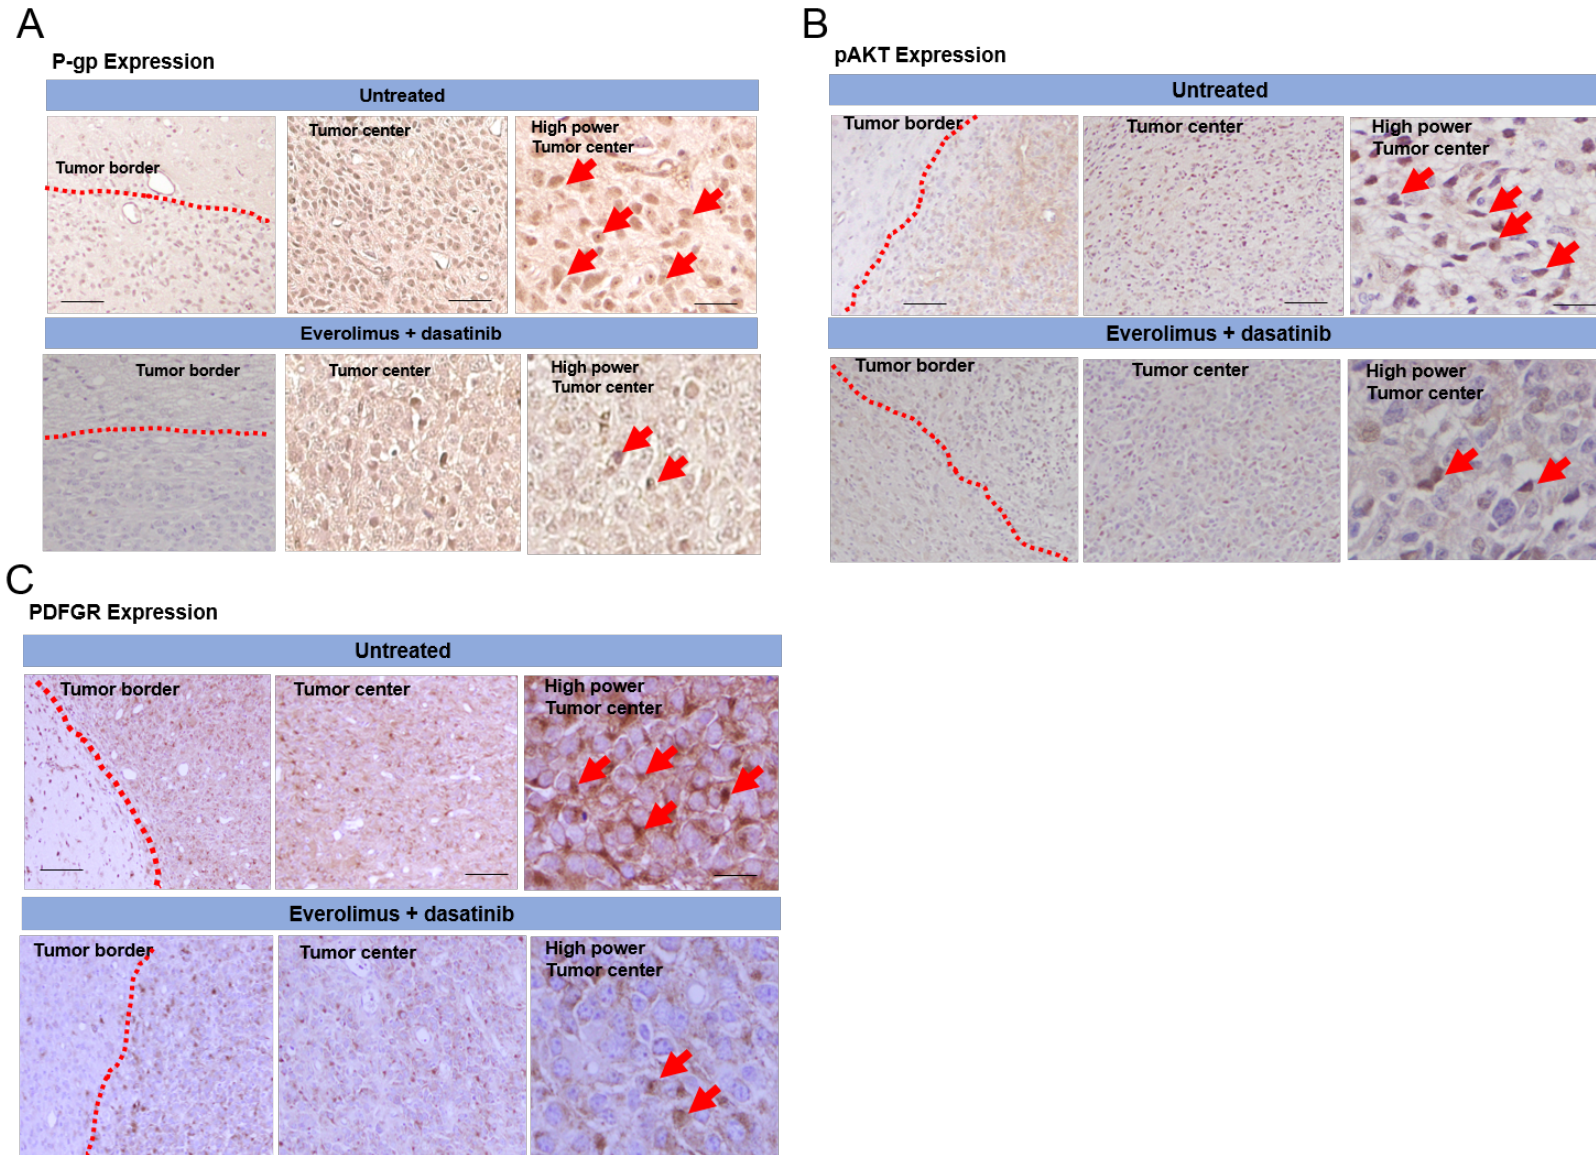 A
P-gp Expression
Untreated
Tumor border
Tumor center
High power
Tumor center
Everolimus + dasatinib
Tumor border
Tumor center
High power
Tumor center
B
pAKT Expression
Untreated
Tumor border
Tumor center
High power
Tumor center
Everolimus + dasatinib
Tumor border
Tumor center
High power
Tumor center
C
PDFGR Expression
Untreated
Tumor border
Tumor center
High power
Tumor center
Everolimus + dasatinib
Tumor border
Tumor center
High power
Tumor center